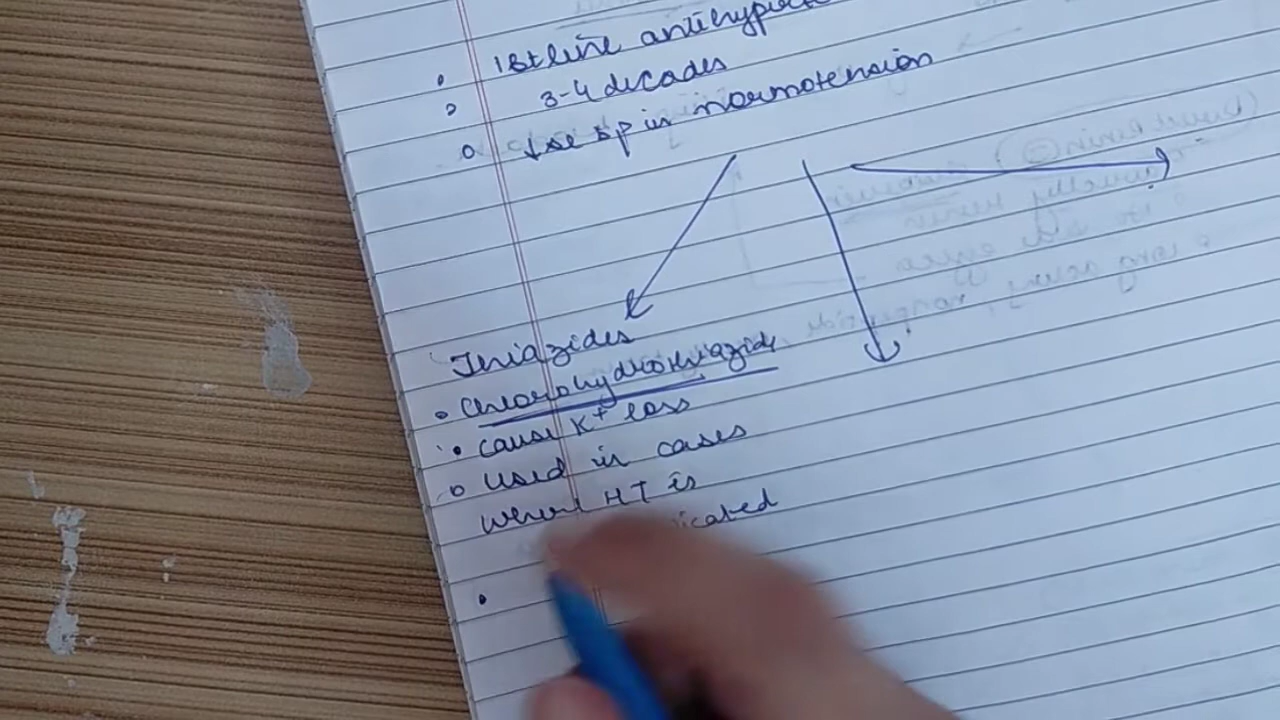 1st line antihyper
3-4 decades
↓se BP in normotension
Thiazides
Chlorohydrothiazide
cause K+ loss
Used in cases
where HT is
icated